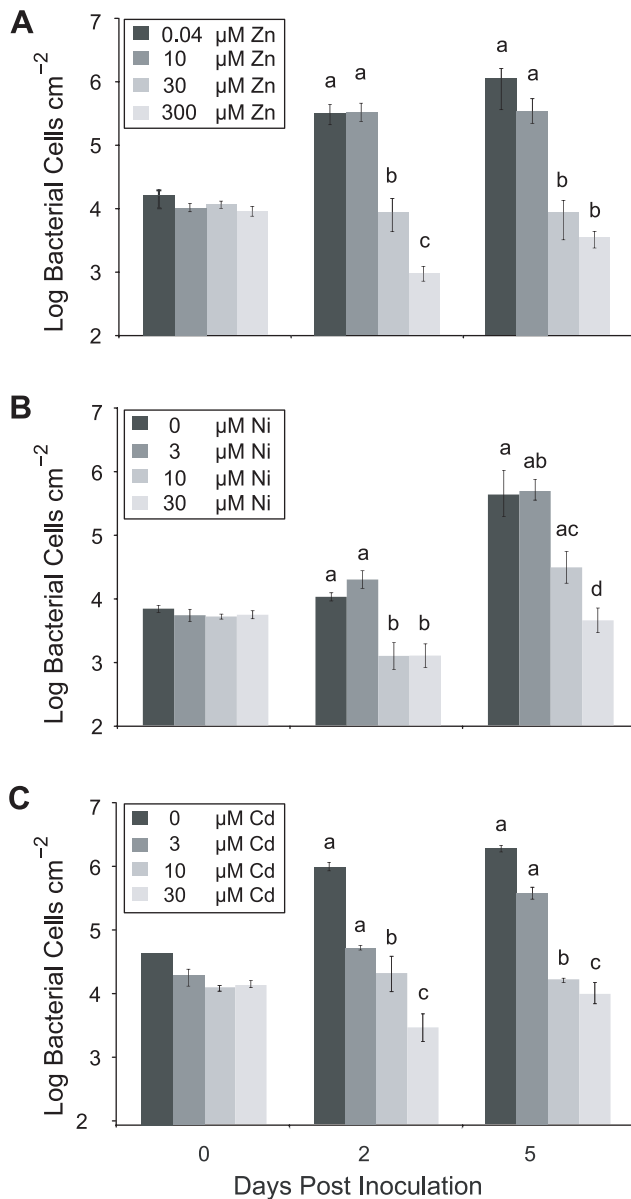 A
7
6
5
4
3
2
Log Bacterial Cells cm−2
0.04 µM Zn
10 µM Zn
30 µM Zn
300 µM Zn
a a b c
a a b b
B
7
6
5
4
3
2
Log Bacterial Cells cm−2
0 µM Ni
3 µM Ni
10 µM Ni
30 µM Ni
a a b b
a ab ac d
C
7
6
5
4
3
2
Log Bacterial Cells cm−2
0 µM Cd
3 µM Cd
10 µM Cd
30 µM Cd
a a b c
a a b c
0 2 5
Days Post Inoculation